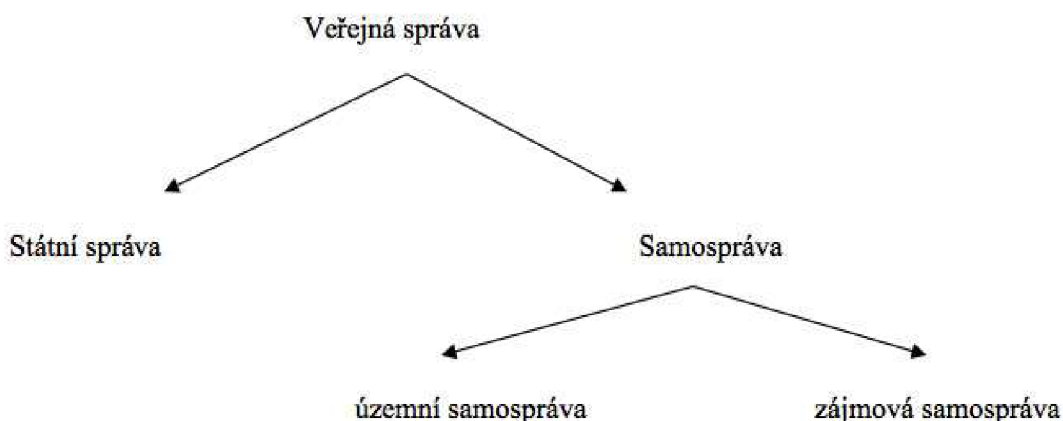 Veřejná správa
Státní správa
Samospráva
územní samospráva
zájmová samospráva